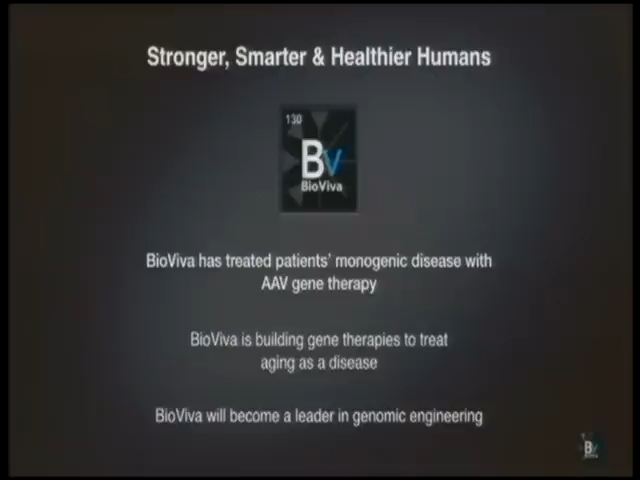 Stronger, Smarter & Healthier Humans
130
BV
BioViva
BioViva has treated patients' monogenic disease with
AAV gene therapy
BioViva is building gene therapies to treat
aging as a disease
BioViva will become a leader in genomic engineering